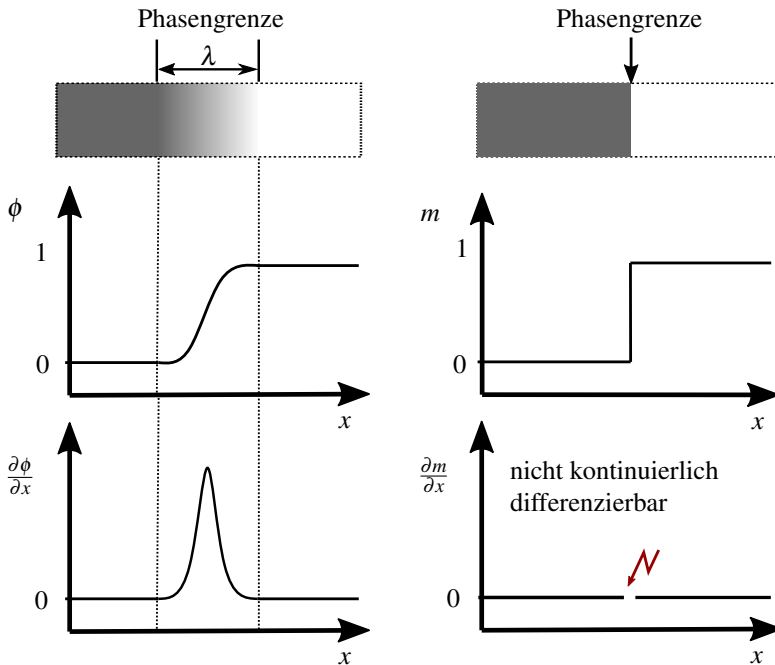 Phasengrenze
λ
ϕ
1
0
x
∂ϕ
∂x
0
x
Phasengrenze
m
1
0
x
∂m
∂x
nicht kontinuierlich
differenzierbar
0
x